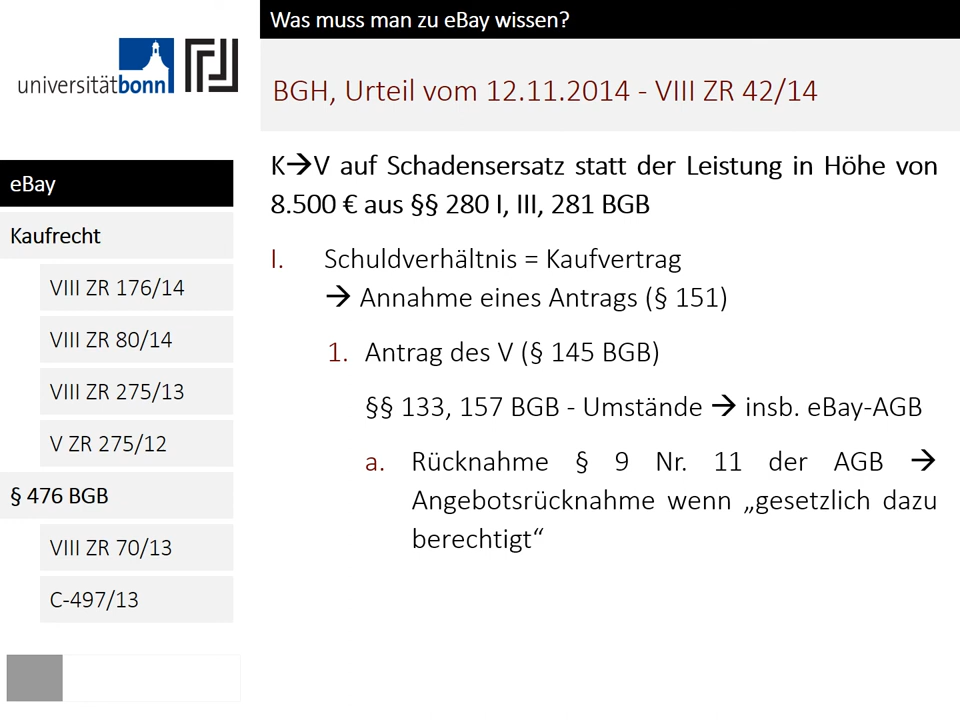 Was muss man zu eBay wissen?
universitätbonn
BGH, Urteil vom 12.11.2014 - VIII ZR 42/14
eBay
Kaufrecht
VIII ZR 176/14
VIII ZR 80/14
VIII ZR 275/13
V ZR 275/12
§ 476 BGB
VIII ZR 70/13
C-497/13
K→V auf Schadensersatz statt der Leistung in Höhe von
8.500 € aus §§ 280 I, III, 281 BGB
I. Schuldverhältnis = Kaufvertrag
→ Annahme eines Antrags (§ 151)
1. Antrag des V (§ 145 BGB)
§§ 133, 157 BGB - Umstände → insb. eBay-AGB
a. Rücknahme § 9 Nr. 11 der AGB →
Angebotsrücknahme wenn „gesetzlich dazu
berechtigt“